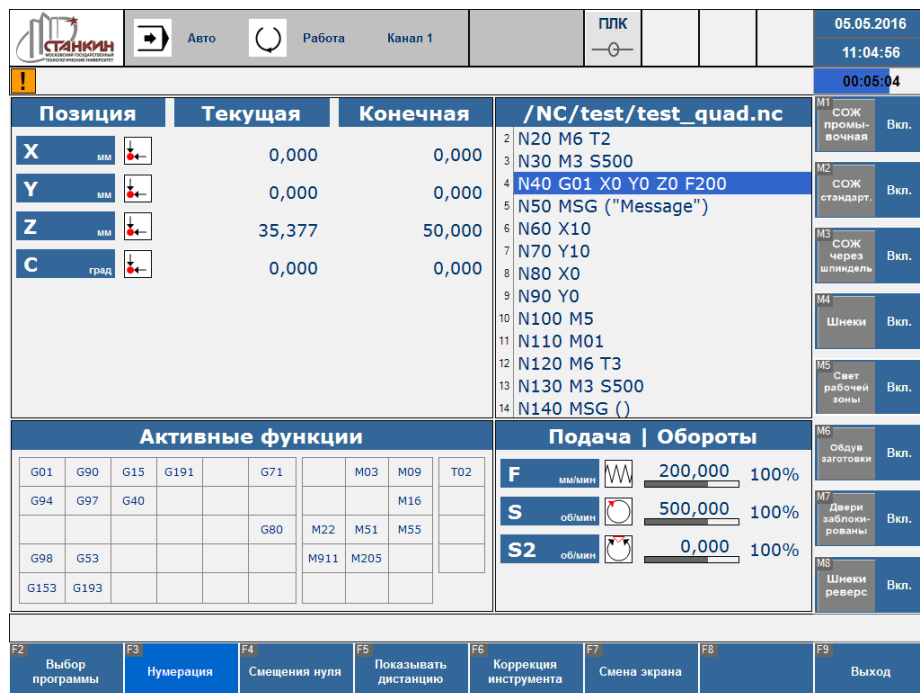 СТАНКИН
МОСКОВСКИЙ ГОСУДАРСТВЕННЫЙ
ТЕХНОЛОГИЧЕСКИЙ УНИВЕРСИТЕТ
Авто
Работа
Канал 1
ПЛК
05.05.2016
11:04:56
!
00:05:04
Позиция Текущая Конечная
X мм 0,000 0,000
Y мм 0,000 0,000
Z мм 35,377 50,000
C град 0,000 0,000
/NC/test/test_quad.nc
2 N20 M6 T2
3 N30 M3 S500
4 N40 G01 X0 Y0 Z0 F200
5 N50 MSG ("Message")
6 N60 X10
7 N70 Y10
8 N80 X0
9 N90 Y0
10 N100 M5
11 N110 M01
12 N120 M6 T3
13 N130 M3 S500
14 N140 MSG ()
M1
СОЖ
промы-
вочная
Вкл.
M2
СОЖ
стандарт.
Вкл.
M3
СОЖ
через
шпиндель
Вкл.
M4
Шнеки
Вкл.
M5
Свет
рабочей
зоны
Вкл.
M6
Обдув
заготовки
Вкл.
M7
Двери
заблоки-
рованы
Вкл.
M8
Шнеки
реверс
Вкл.
Активные функции
G01 G90 G15 G191 G71 M03 M09 T02
G94 G97 G40 M16
G80 M22 M51 M55
G98 G53 M911 M205
G153 G193
Подача | Обороты
F мм/мин 200,000 100%
S об/мин 500,000 100%
S2 об/мин 0,000 100%
F2
Выбор
программы
F3
Нумерация
F4
Смещения нуля
F5
Показывать
дистанцию
F6
Коррекция
инструмента
F7
Смена экрана
F8
F9
Выход